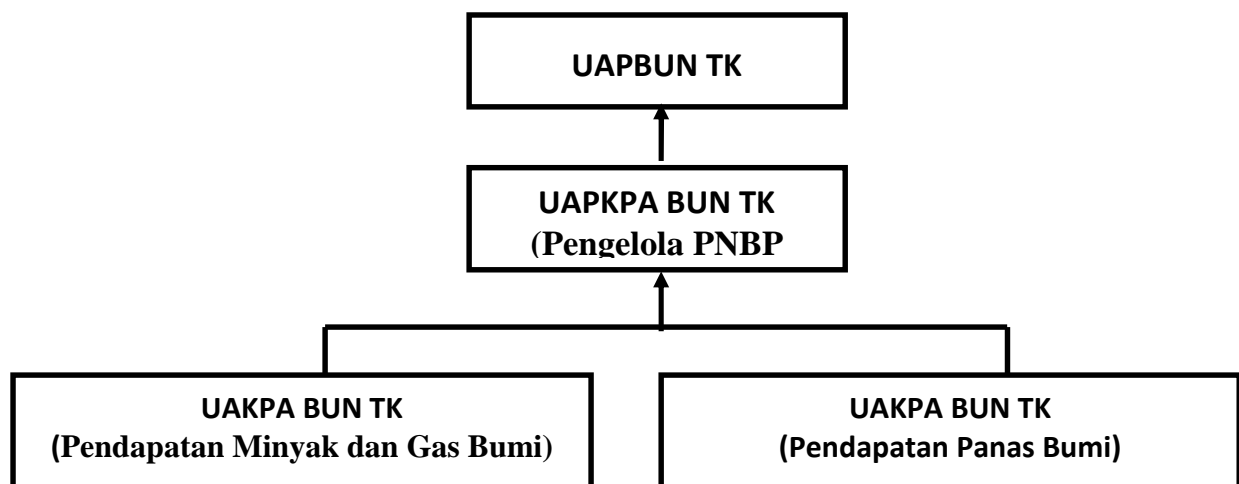 UAPBUN TK
UAPKPA BUN TK
(Pengelola PNBP
UAKPA BUN TK
(Pendapatan Minyak dan Gas Bumi)
UAKPA BUN TK
(Pendapatan Panas Bumi)